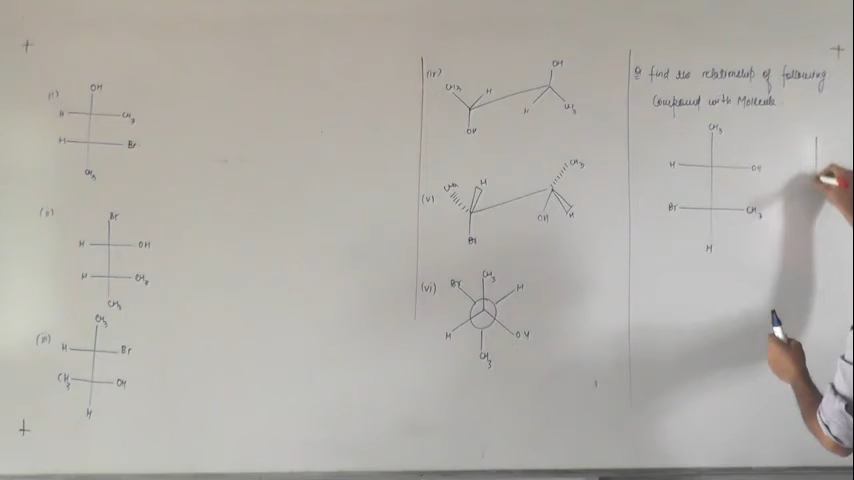 (i)
OH
H CH3
H Br
CH3
(ii)
Br
H OH
H CH3
CH3
(iii)
CH3
H Br
CH3 OH
H
(iv)
CH3 H OH
OH H CH3
(v)
H CH3
Br OH H
(vi)
Br CH3 H
H OH
CH3
Q find the relationship of following
Compound with Molecule.
CH3
H OH
Br CH3
H